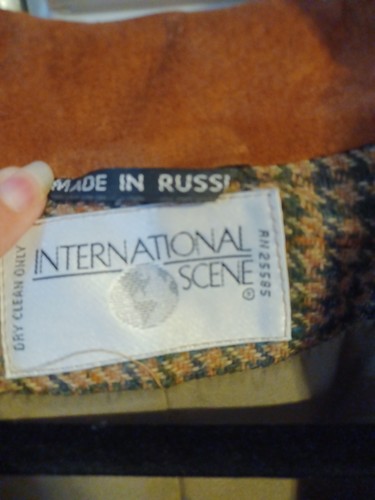 MADE IN RUSSI
INTERNATIONAL
SCENE
®
DRY CLEAN ONLY
RN 25585